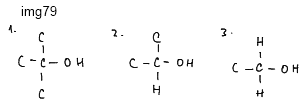 img79
1. 2. 3.
C C H
C-C-OH C-C-OH C-C-OH
C H H